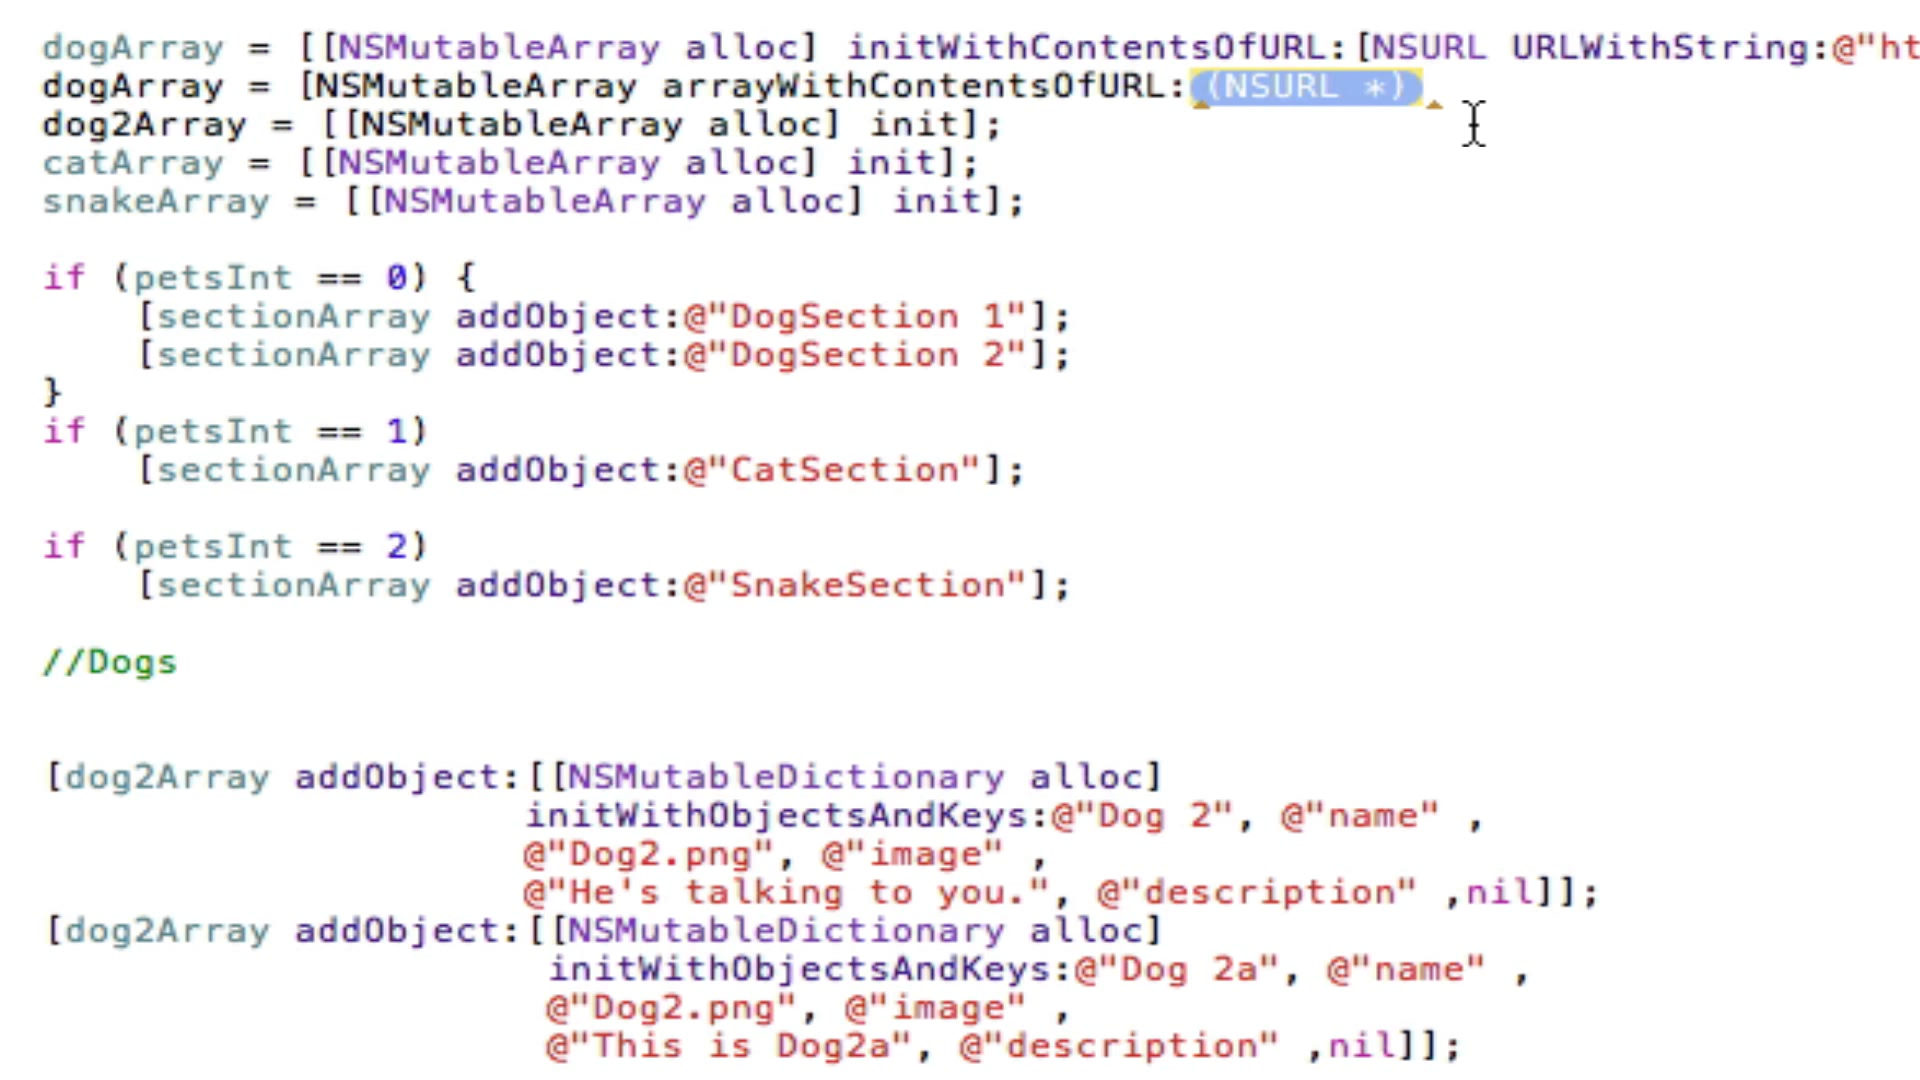 dogArray = [[NSMutableArray alloc] initWithContentsOfURL:[NSURL URLWithString:@"ht
dogArray = [NSMutableArray arrayWithContentsOfURL:(NSURL *)
dog2Array = [[NSMutableArray alloc] init];
catArray = [[NSMutableArray alloc] init];
snakeArray = [[NSMutableArray alloc] init];
if (petsInt == 0) {
[sectionArray addObject:@"DogSection 1"];
[sectionArray addObject:@"DogSection 2"];
}
if (petsInt == 1)
[sectionArray addObject:@"CatSection"];
if (petsInt == 2)
[sectionArray addObject:@"SnakeSection"];
//Dogs
[dog2Array addObject:[[NSMutableDictionary alloc]
initWithObjectsAndKeys:@"Dog 2", @"name" ,
@"Dog2.png", @"image" ,
@"He's talking to you.", @"description" ,nil]];
[dog2Array addObject:[[NSMutableDictionary alloc]
initWithObjectsAndKeys:@"Dog 2a", @"name" ,
@"Dog2.png", @"image" ,
@"This is Dog2a", @"description" ,nil]];